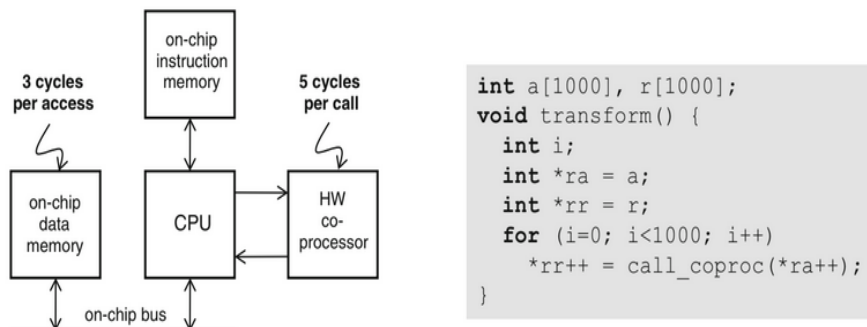 on-chip
instruction
memory
3 cycles
per access
5 cycles
per call
on-chip
data
memory
CPU
HW
co-
processor
on-chip bus
int a[1000], r[1000];
void transform() {
int i;
int *ra = a;
int *rr = r;
for (i=0; i<1000; i++)
*rr++ = call_coproc(*ra++);
}